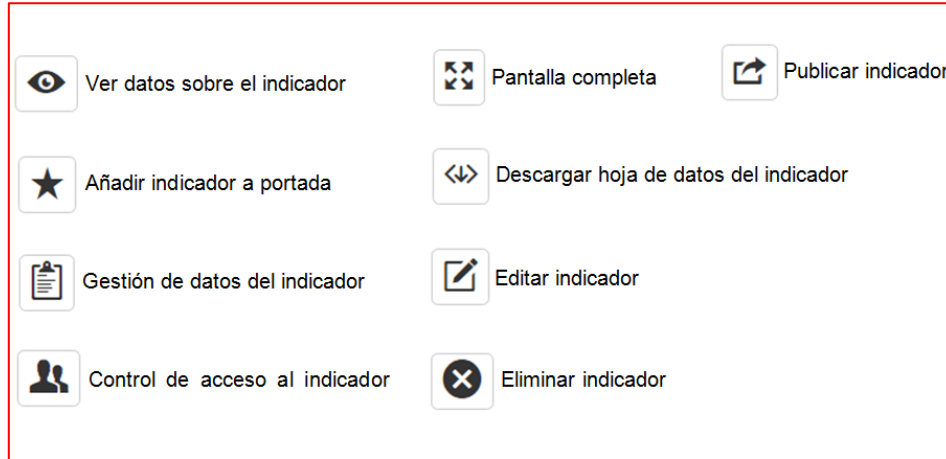 Ver datos sobre el indicador
Pantalla completa
Publicar indicador
Añadir indicador a portada
Descargar hoja de datos del indicador
Gestión de datos del indicador
Editar indicador
Control de acceso al indicador
Eliminar indicador